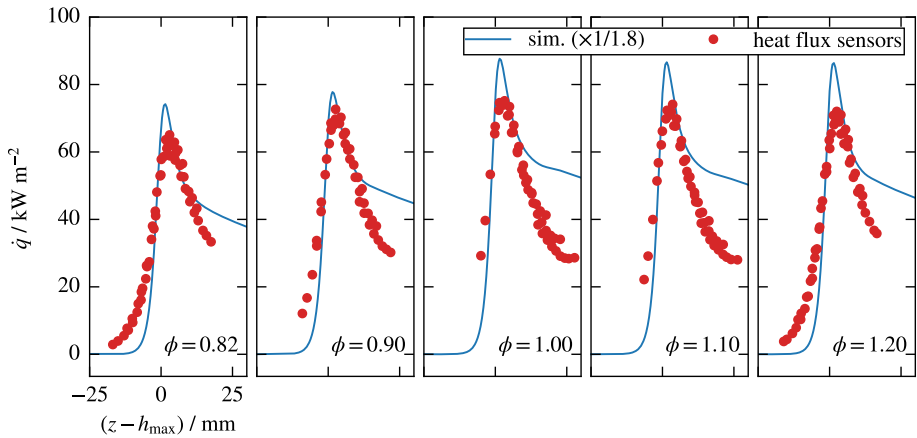 100
80
60
40
20
0
q̇ / kW m⁻²
sim. (×1/1.8)
heat flux sensors
ϕ = 0.82
ϕ = 0.90
ϕ = 1.00
ϕ = 1.10
ϕ = 1.20
−25
0
25
(z − hmax) / mm